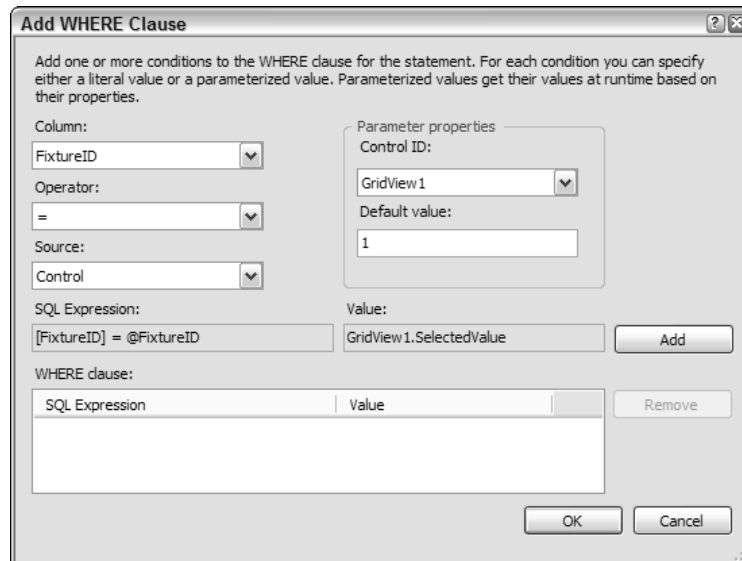 Add WHERE Clause
Add one or more conditions to the WHERE clause for the statement. For each condition you can specify
either a literal value or a parameterized value. Parameterized values get their values at runtime based on
their properties.
Column:
FixtureID
Operator:
=
Source:
Control
Parameter properties
Control ID:
GridView1
Default value:
1
SQL Expression:
[FixtureID] = @FixtureID
Value:
GridView1.SelectedValue
Add
WHERE clause:
SQL Expression Value
Remove
OK Cancel